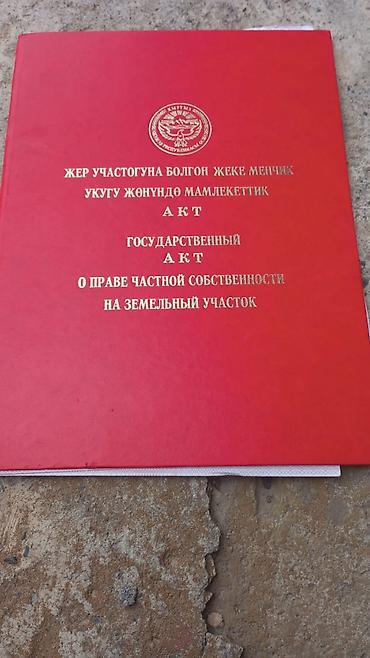 ЖЕР УЧАСТОГУНА БОЛГОН ЖЕКЕ МЕНЧИК
УКУГУ ЖӨНҮНДӨ МАМЛЕКЕТТИК
АКТ
ГОСУДАРСТВЕННЫЙ
АКТ
О ПРАВЕ ЧАСТНОЙ СОБСТВЕННОСТИ
НА ЗЕМЕЛЬНЫЙ УЧАСТОК